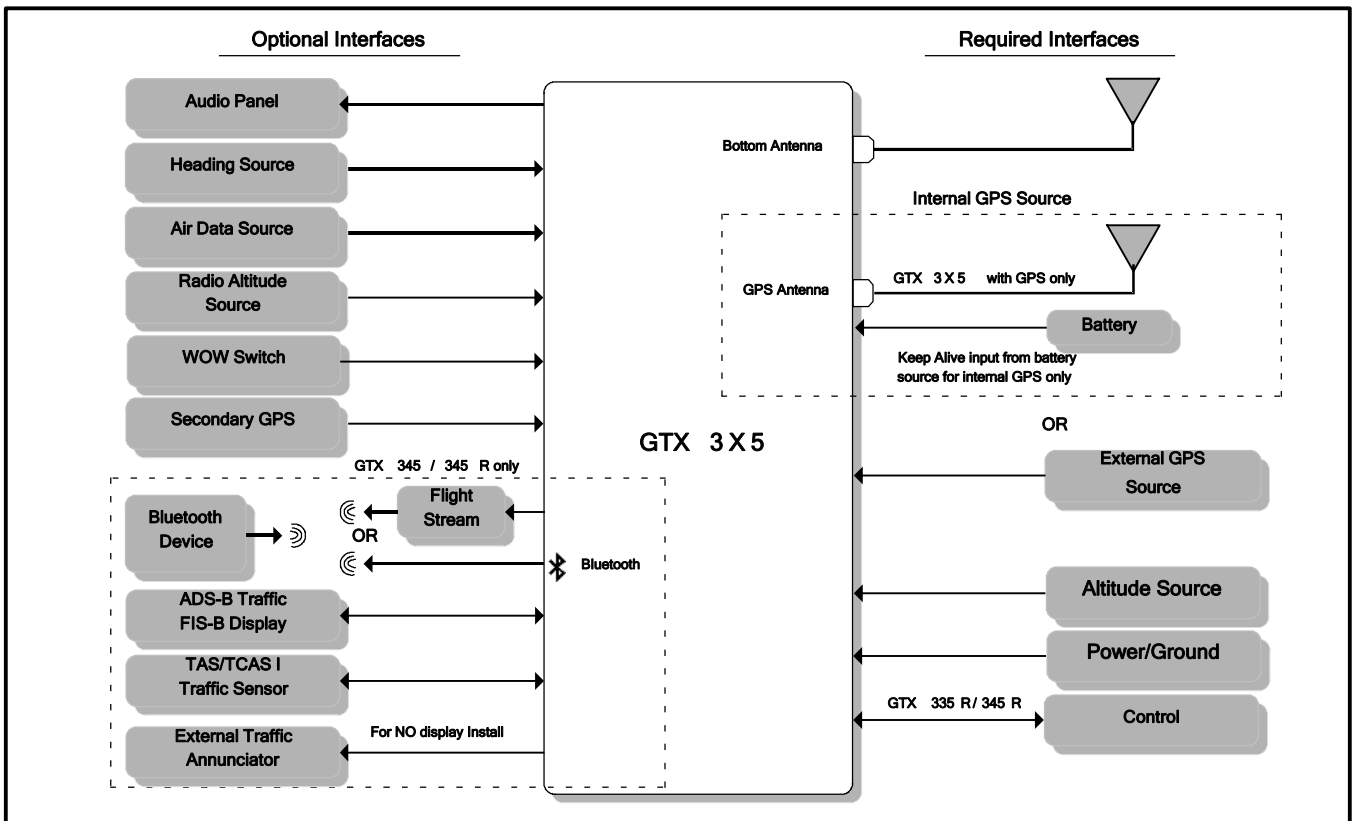 Optional Interfaces
Required Interfaces
Audio Panel
Heading Source
Air Data Source
Radio Altitude
Source
WOW Switch
Secondary GPS
GTX 345 / 345 R only
Bluetooth
Device
Flight
Stream
OR
Bluetooth
ADS-B Traffic
FIS-B Display
TAS/TCAS I
Traffic Sensor
External Traffic
Annunciator
For NO display Install
GTX 3X5
Bottom Antenna
Internal GPS Source
GPS Antenna
GTX 3X5 with GPS only
Battery
Keep Alive input from battery
source for internal GPS only
OR
External GPS
Source
Altitude Source
Power/Ground
GTX 335 R/ 345 R
Control